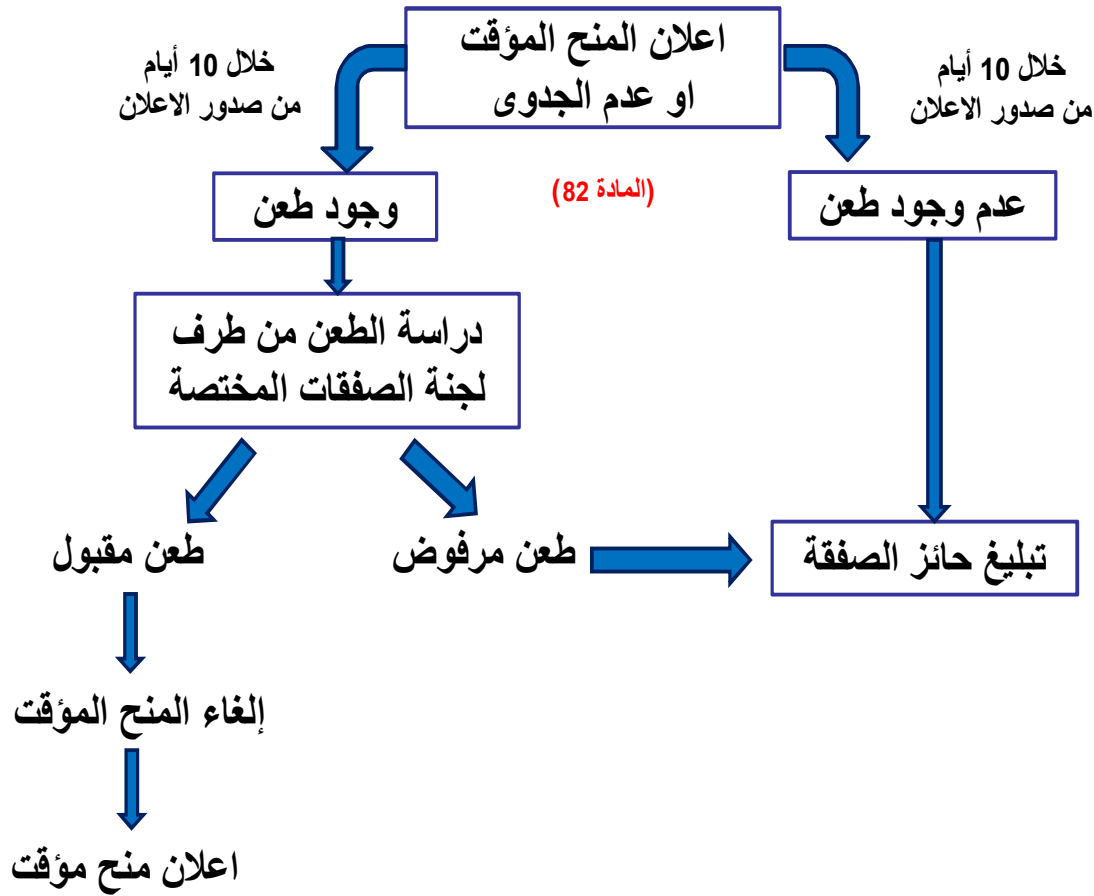 اعلان المنح المؤقت
او عدم الجدوى
خلال 10 أيام
من صدور الاعلان
خلال 10 أيام
من صدور الاعلان
(المادة 82)
عدم وجود طعن
وجود طعن
دراسة الطعن من طرف
لجنة الصفقات المختصة
تبليغ حائز الصفقة
طعن مرفوض
طعن مقبول
إلغاء المنح المؤقت
اعلان منح مؤقت